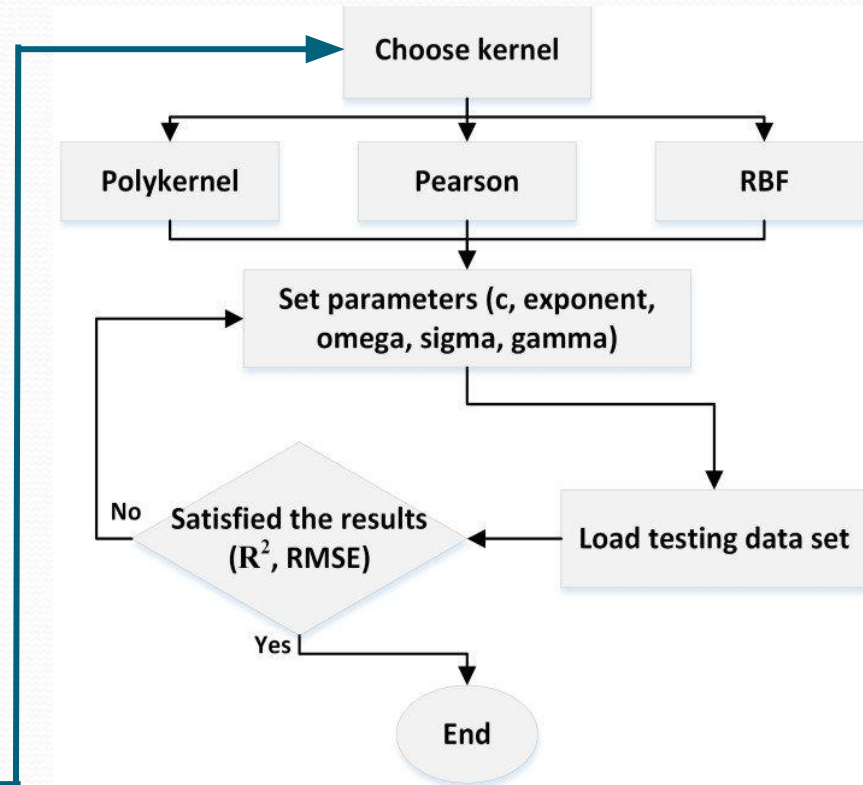 Choose kernel
Polykernel
Pearson
RBF
Set parameters (c, exponent,
omega, sigma, gamma)
No
Satisfied the results
(R², RMSE)
Load testing data set
Yes
End